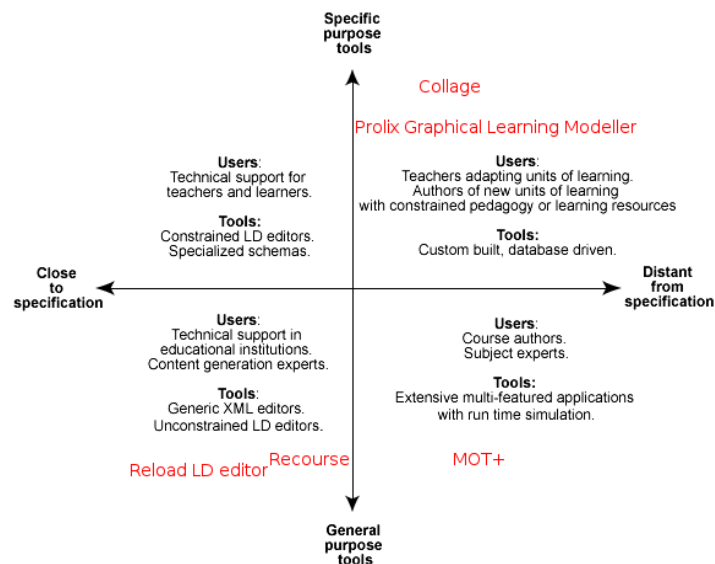 Specific
purpose
tools
Collage
Prolix Graphical Learning Modeller
Users:
Technical support for
teachers and learners.
Tools:
Constrained LD editors.
Specialized schemas.
Users:
Teachers adapting units of learning.
Authors of new units of learning
with constrained pedagogy or learning resources
Tools:
Custom built, database driven.
Close
to
specification
Distant
from
specification
Users:
Technical support in
educational institutions.
Content generation experts.
Tools:
Generic XML editors.
Unconstrained LD editors.
Users:
Course authors.
Subject experts.
Tools:
Extensive multi-featured applications
with run time simulation.
Reload LD editor
Recourse
MOT+
General
purpose
tools